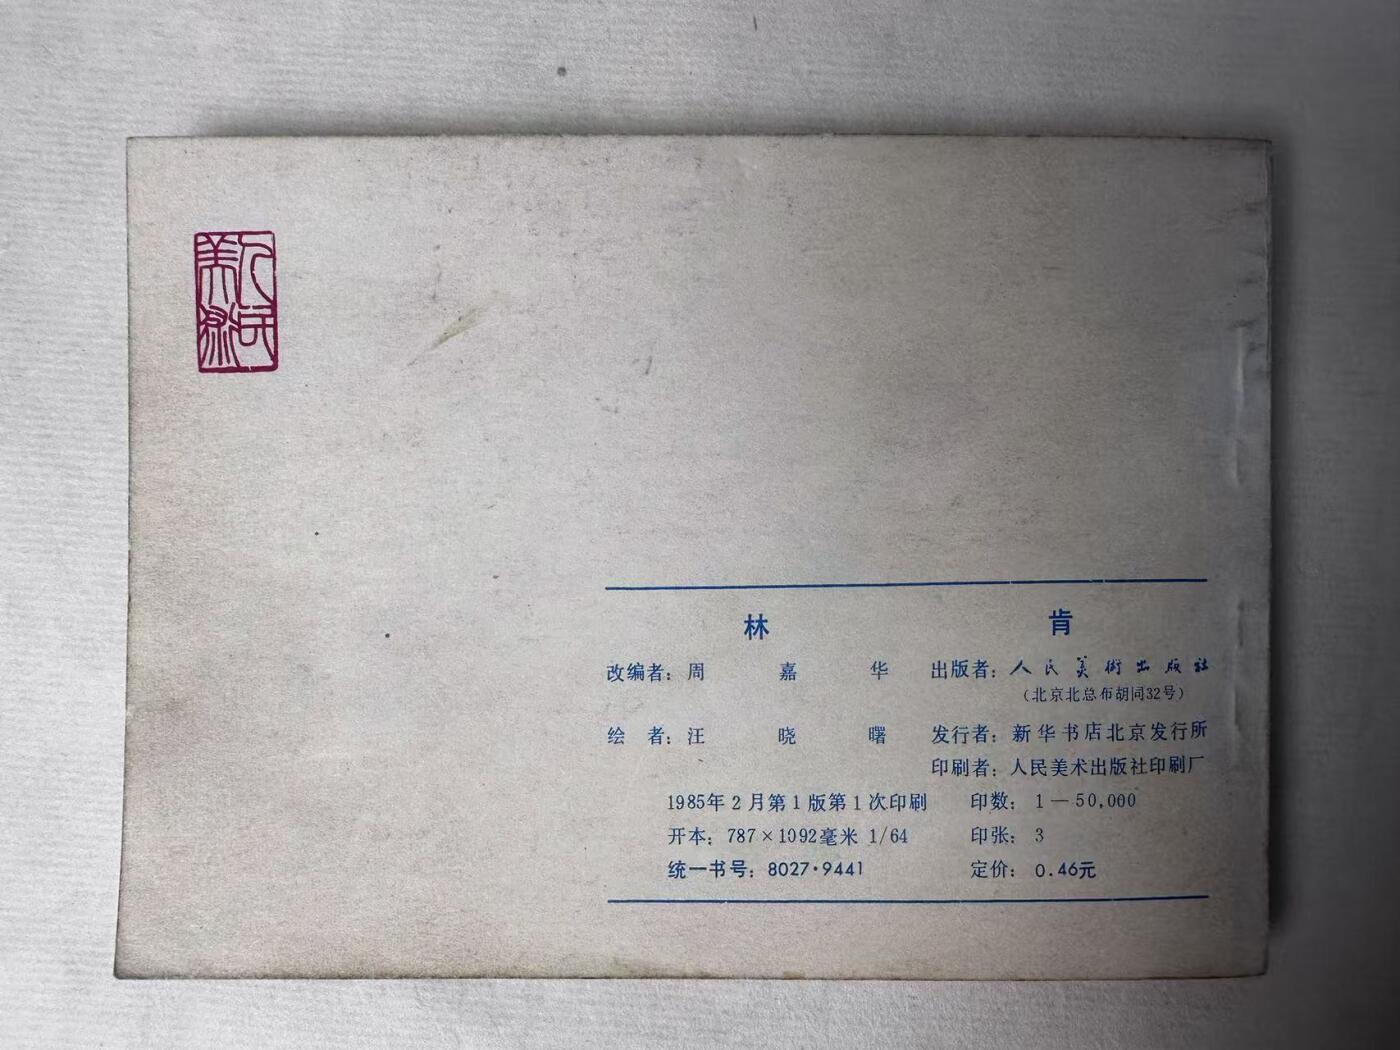 人民美术
林 肯
改编者：周 嘉 华
绘 者：汪 晓 曙
出版者：人民美術出版社
（北京北总布胡同32号）
发行者：新华书店北京发行所
印刷者：人民美术出版社印刷厂
1985年2月第1版第1次印刷 印数：1—50,000
开本：787×1092毫米 1/64 印张：3
统一书号：8027·9441 定价：0.46元